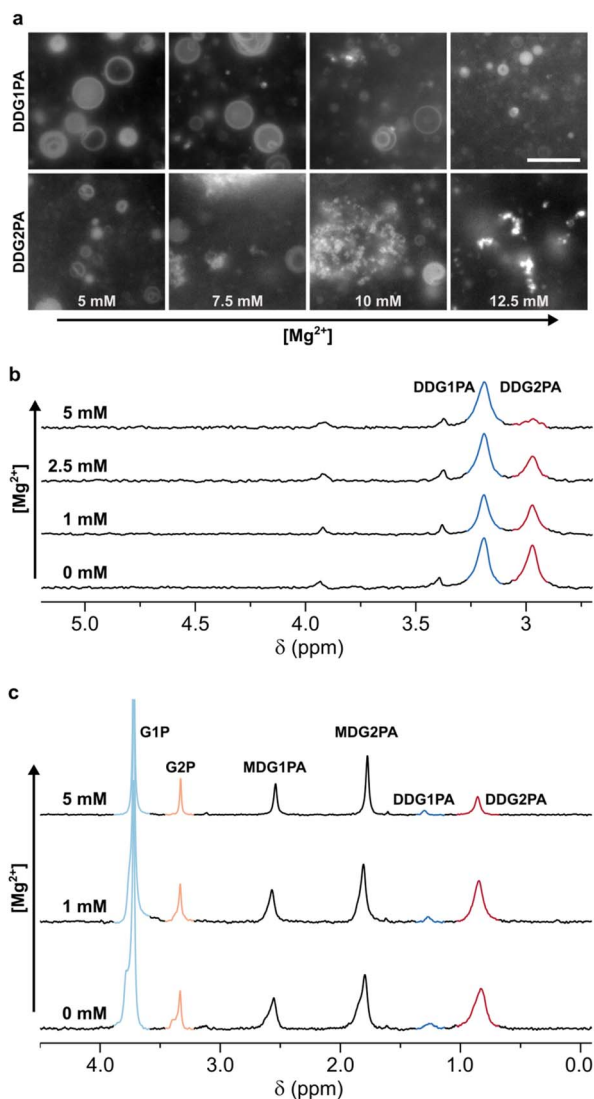 a
DDG1PA
DDG2PA
5 mM 7.5 mM 10 mM 12.5 mM
[Mg²⁺]
b
DDG1PA DDG2PA
5 mM
2.5 mM
1 mM
0 mM
[Mg²⁺]
5.0 4.5 4.0 3.5 3
δ (ppm)
c
G1P
G2P MDG1PA MDG2PA
DDG1PA DDG2PA
5 mM
1 mM
0 mM
[Mg²⁺]
4.0 3.0 2.0 1.0 0.0
δ (ppm)